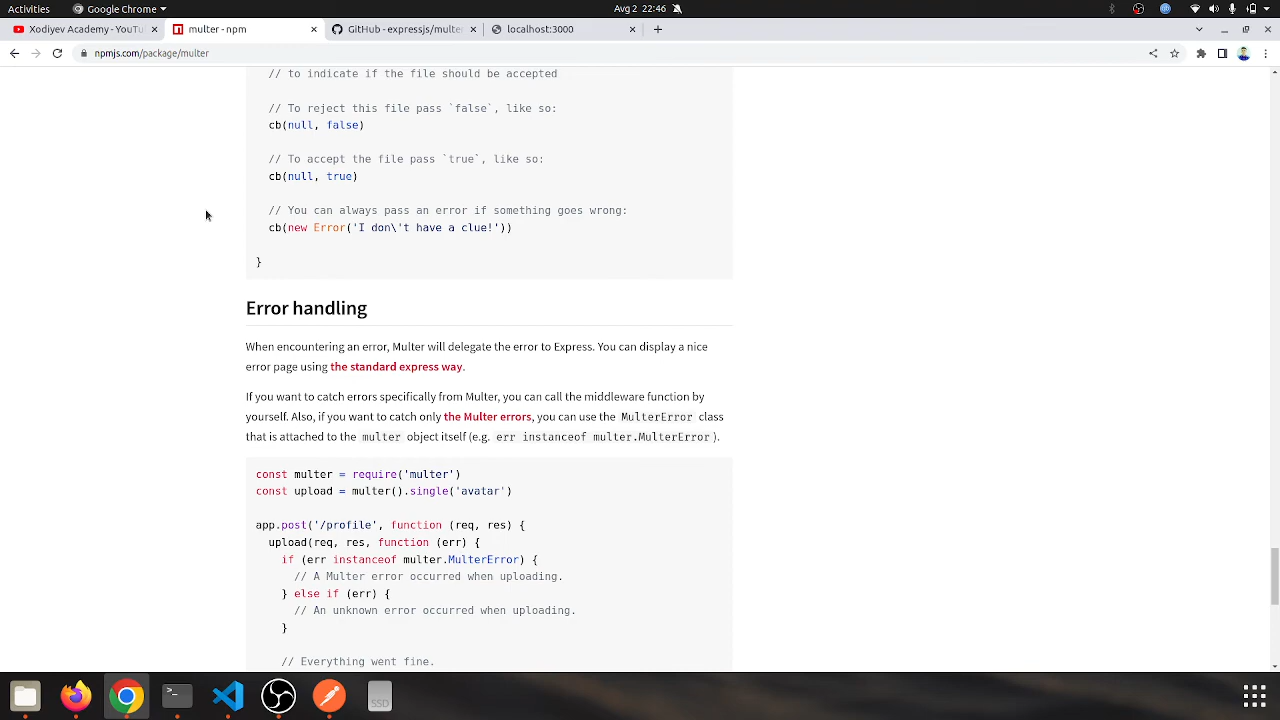 Activities
Google Chrome
Avg 2, 22:46
Xodiyev Academy - YouTu
multer - npm
GitHub - expressjs/multe
localhost:3000
npmjs.com/package/multer
// to indicate if the file should be accepted
// To reject this file pass `false`, like so:
cb(null, false)
// To accept the file pass `true`, like so:
cb(null, true)
// You can always pass an error if something goes wrong:
cb(new Error('I don\'t have a clue!'))
}
Error handling
When encountering an error, Multer will delegate the error to Express. You can display a nice
error page using the standard express way.
If you want to catch errors specifically from Multer, you can call the middleware function by
yourself. Also, if you want to catch only the Multer errors, you can use the MulterError class
that is attached to the multer object itself (e.g. err instanceof multer.MulterError ).
const multer = require('multer')
const upload = multer().single('avatar')
app.post('/profile', function (req, res) {
upload(req, res, function (err) {
if (err instanceof multer.MulterError) {
// A Multer error occurred when uploading.
} else if (err) {
// An unknown error occurred when uploading.
}
// Everything went fine.
SSD